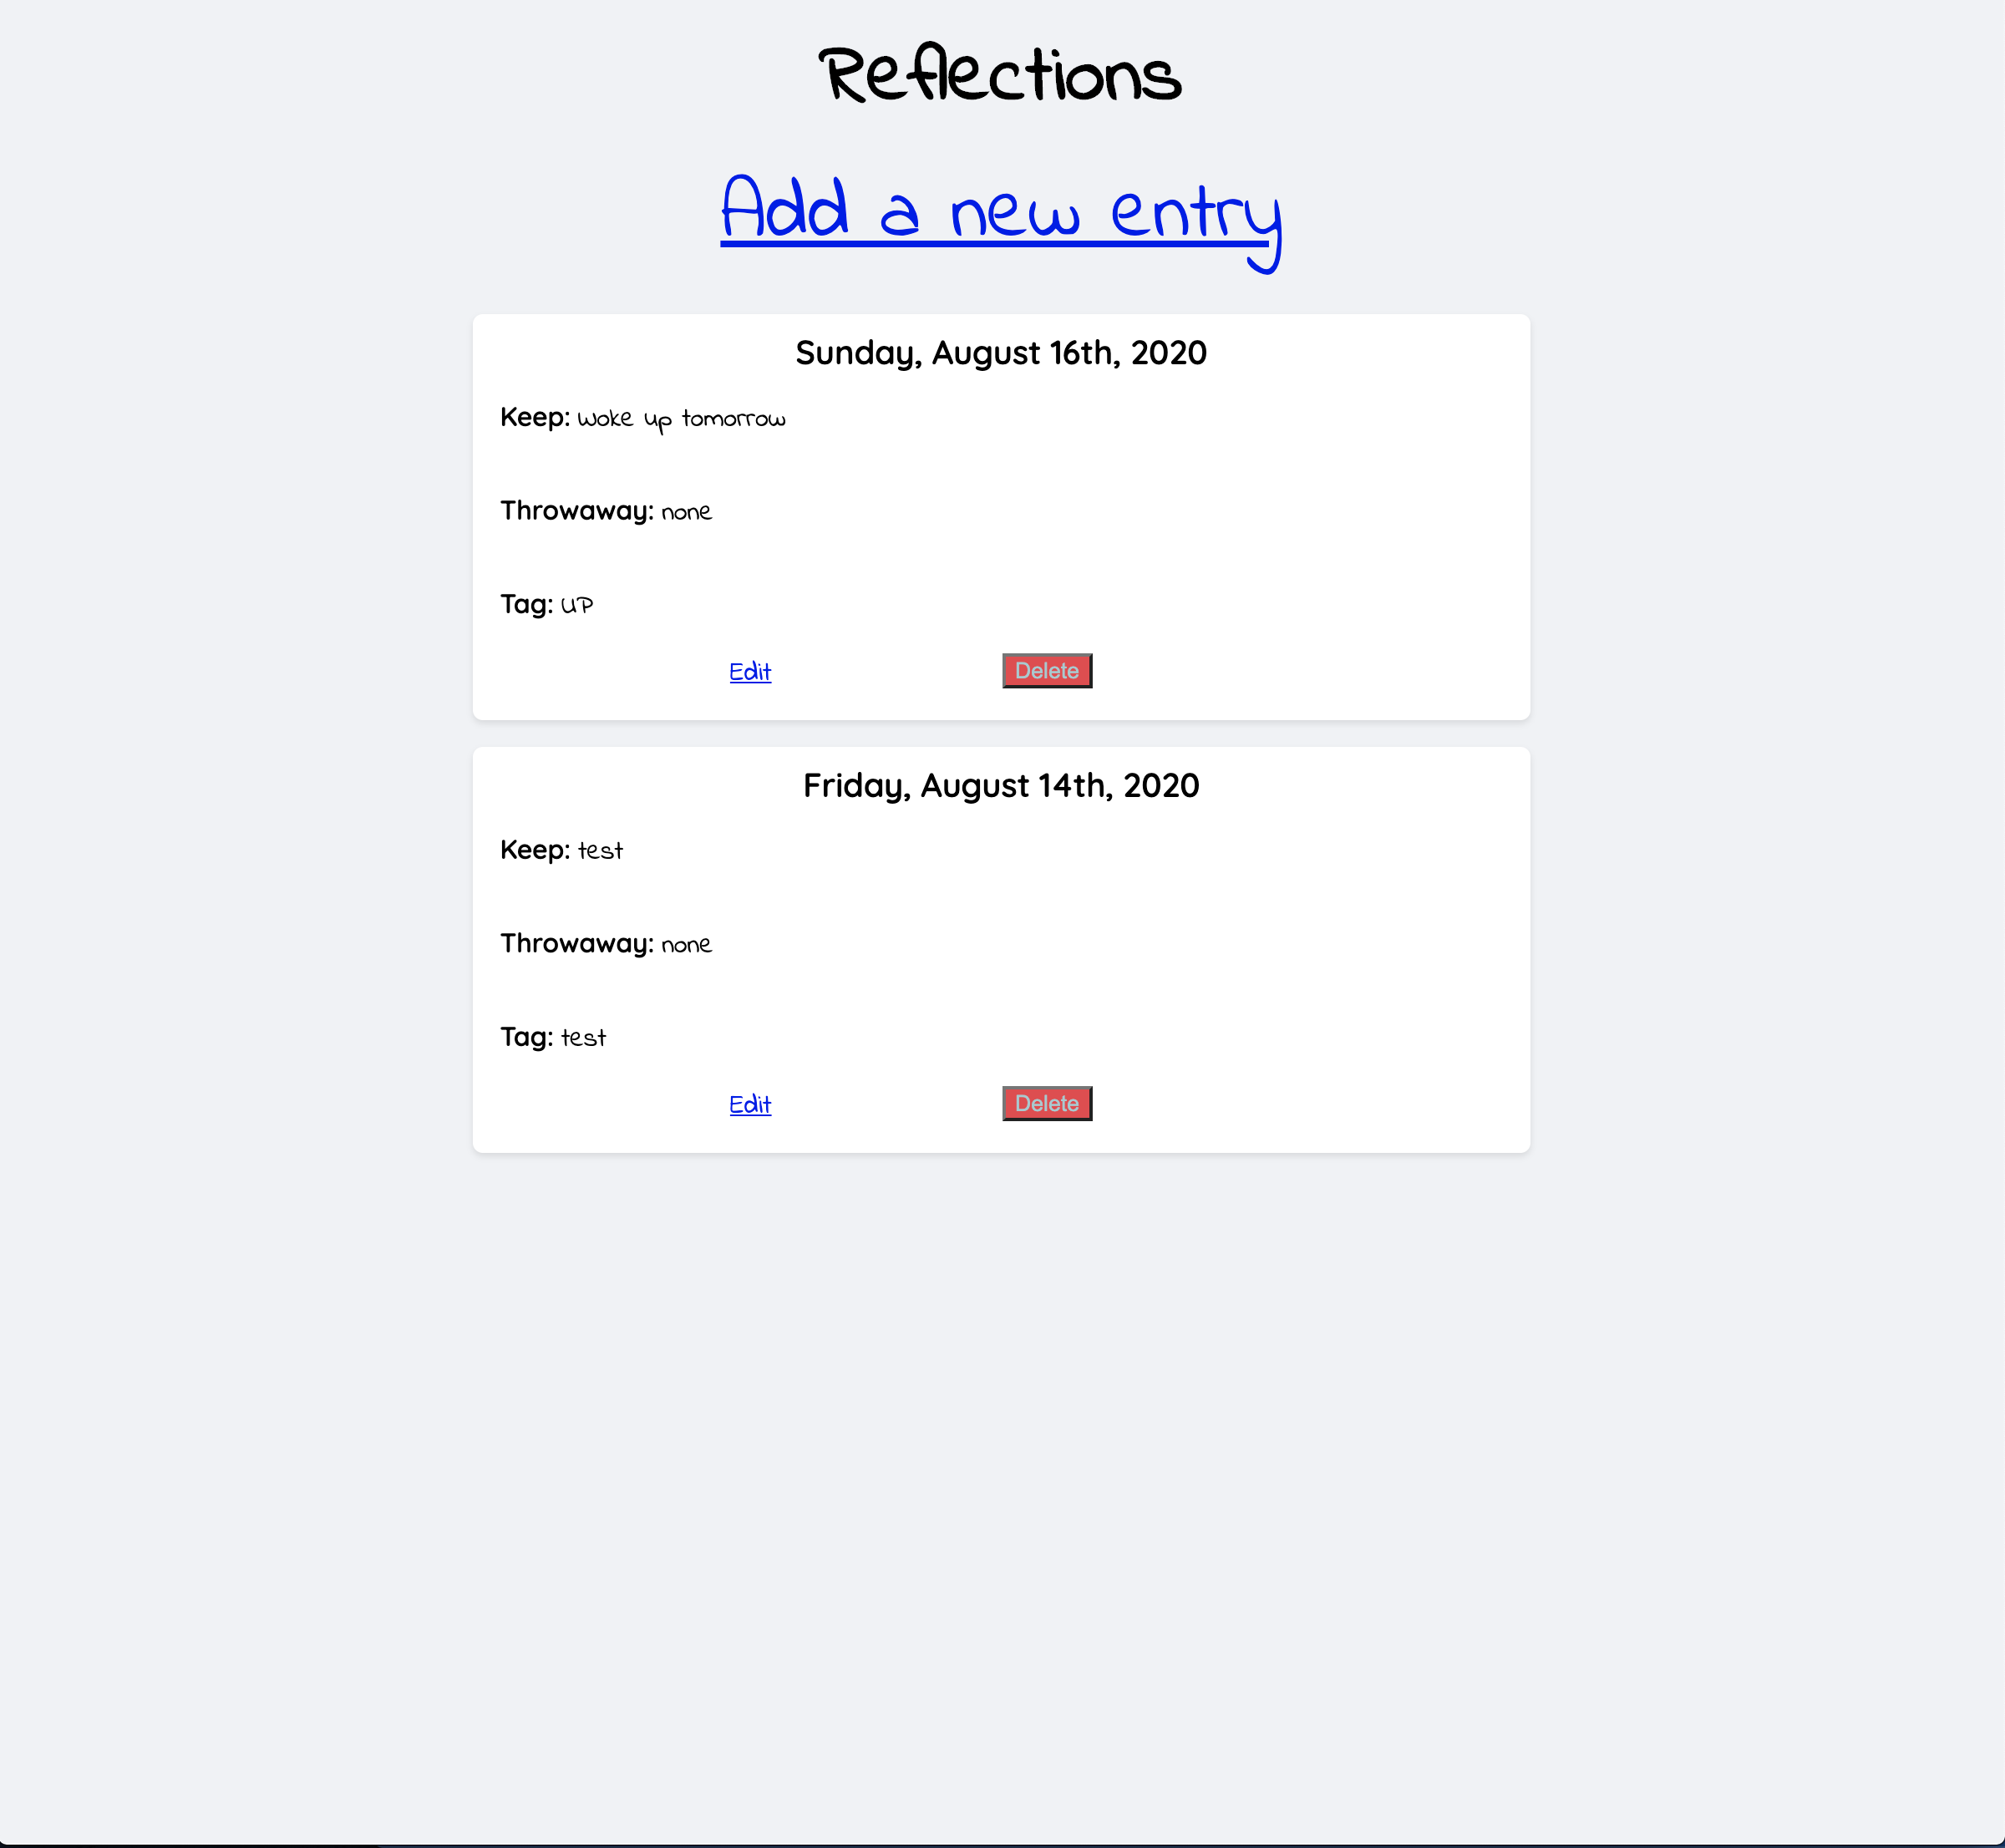 Reflections
Add a new entry
Sunday, August 16th, 2020
Keep: woke up tomorrow
Throwaway: none
Tag: UP
Edit Delete
Friday, August 14th, 2020
Keep: test
Throwaway: none
Tag: test
Edit Delete